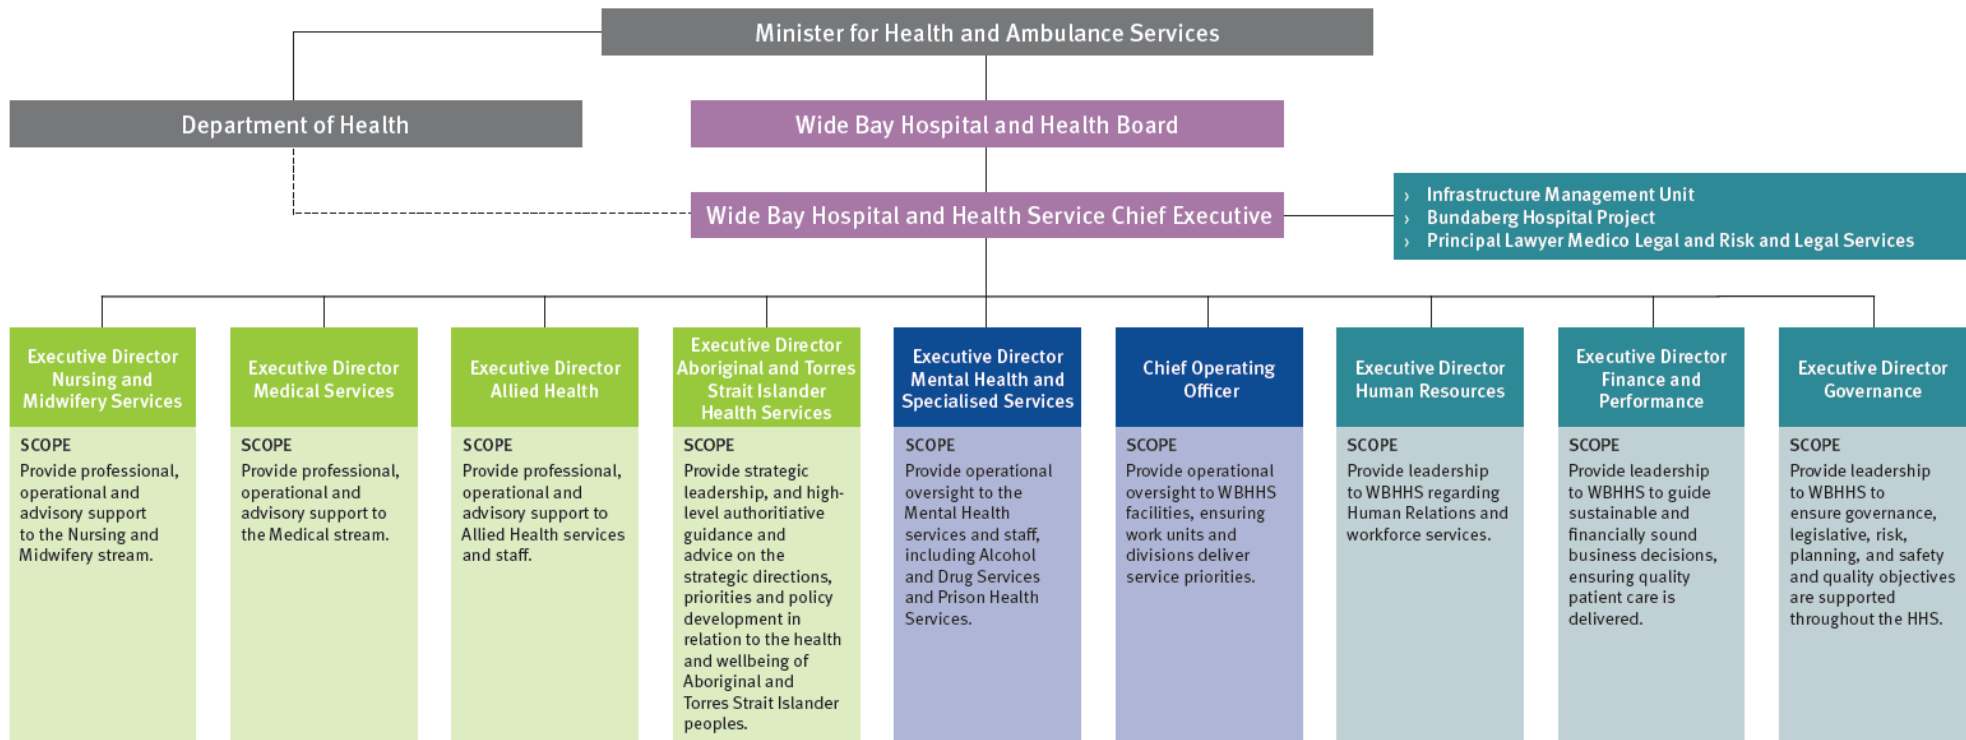 Minister for Health and Ambulance Services
Department of Health
Wide Bay Hospital and Health Board
Wide Bay Hospital and Health Service Chief Executive
› Infrastructure Management Unit
› Bundaberg Hospital Project
› Principal Lawyer Medico Legal and Risk and Legal Services
Executive Director
Nursing and
Midwifery Services
SCOPE
Provide professional,
operational and
advisory support
to the Nursing and
Midwifery stream.
Executive Director
Medical Services
SCOPE
Provide professional,
operational and
advisory support to
the Medical stream.
Executive Director
Allied Health
SCOPE
Provide professional,
operational and
advisory support to
Allied Health services
and staff.
Executive Director
Aboriginal and Torres
Strait Islander
Health Services
SCOPE
Provide strategic
leadership, and high-
level authoritiative
guidance and
advice on the
strategic directions,
priorities and policy
development in
relation to the health
and wellbeing of
Aboriginal and
Torres Strait Islander
peoples.
Executive Director
Mental Health and
Specialised Services
SCOPE
Provide operational
oversight to the
Mental Health
services and staff,
including Alcohol
and Drug Services
and Prison Health
Services.
Chief Operating
Officer
SCOPE
Provide operational
oversight to WBHHS
facilities, ensuring
work units and
divisions deliver
service priorities.
Executive Director
Human Resources
SCOPE
Provide leadership
to WBHHS regarding
Human Relations and
workforce services.
Executive Director
Finance and
Performance
SCOPE
Provide leadership
to WBHHS to guide
sustainable and
financially sound
business decisions,
ensuring quality
patient care is
delivered.
Executive Director
Governance
SCOPE
Provide leadership
to WBHHS to
ensure governance,
legislative, risk,
planning, and safety
and quality objectives
are supported
throughout the HHS.